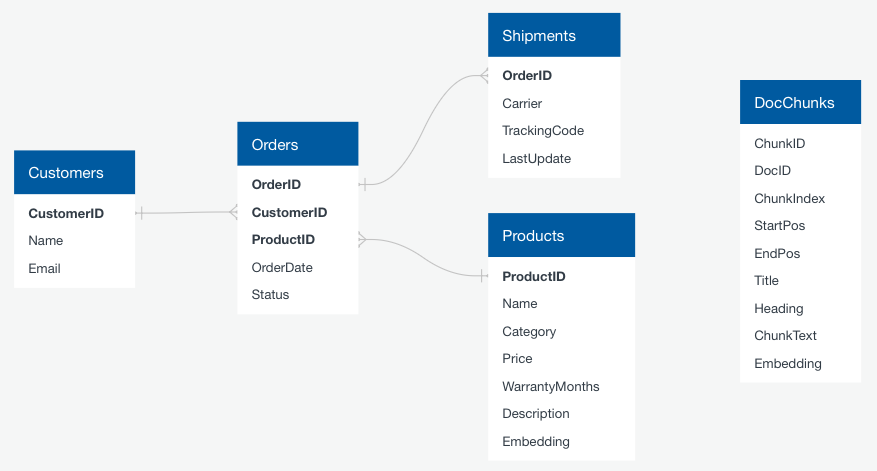 Customers
CustomerID
Name
Email
Orders
OrderID
CustomerID
ProductID
OrderDate
Status
Shipments
OrderID
Carrier
TrackingCode
LastUpdate
Products
ProductID
Name
Category
Price
WarrantyMonths
Description
Embedding
DocChunks
ChunkID
DocID
ChunkIndex
StartPos
EndPos
Title
Heading
ChunkText
Embedding